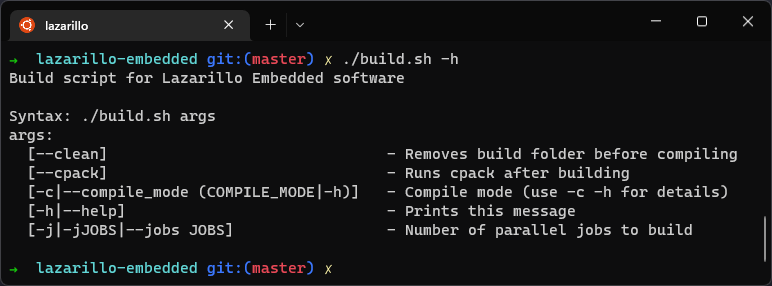 lazarillo
→ lazarillo-embedded git:(master) ✗ ./build.sh -h
Build script for Lazarillo Embedded software
Syntax: ./build.sh args
args:
[--clean] - Removes build folder before compiling
[--cpack] - Runs cpack after building
[-c|--compile_mode (COMPILE_MODE|-h)] - Compile mode (use -c -h for details)
[-h|--help] - Prints this message
[-j|-jJOBS|--jobs JOBS] - Number of parallel jobs to build
→ lazarillo-embedded git:(master) ✗